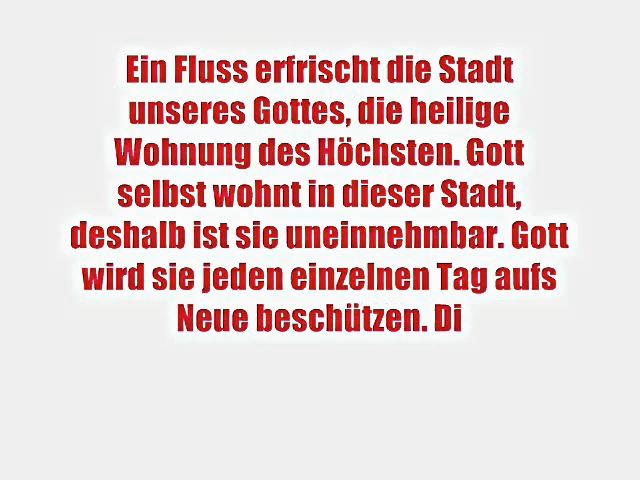 Ein Fluss erfrischt die Stadt
unseres Gottes, die heilige
Wohnung des Höchsten. Gott
selbst wohnt in dieser Stadt,
deshalb ist sie uneinnehmbar. Gott
wird sie jeden einzelnen Tag aufs
Neue beschützen. Di